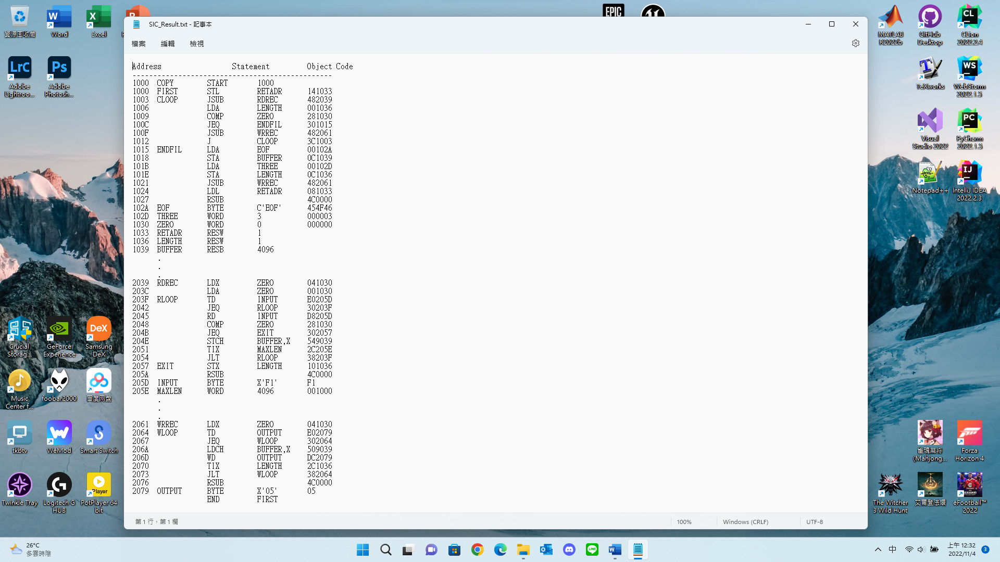 SIC_Result.txt - 記事本
檔案 編輯 檢視
Address Statement Object Code
------------------------------------------------
1000 COPY START 1000
1000 FIRST STL RETADR 141033
1003 CLOOP JSUB RDREC 482039
1006 LDA LENGTH 001036
1009 COMP ZERO 281030
100C JEQ ENDFIL 301015
100F JSUB WRREC 482061
1012 J CLOOP 3C1003
1015 ENDFIL LDA EOF 00102A
1018 STA BUFFER 0C1039
101B LDA THREE 00102D
101E STA LENGTH 0C1036
1021 JSUB WRREC 482061
1024 LDL RETADR 081033
1027 RSUB 4C0000
102A EOF BYTE C'EOF' 454F46
102D THREE WORD 3 000003
1030 ZERO WORD 0 000000
1033 RETADR RESW 1
1036 LENGTH RESW 1
1039 BUFFER RESB 4096
.
.
.
2039 RDREC LDX ZERO 041030
203C LDA ZERO 001030
203F RLOOP TD INPUT E0205D
2042 JEQ RLOOP 30203F
2045 RD INPUT D8205D
2048 COMP ZERO 281030
204B JEQ EXIT 302057
204E STCH BUFFER,X 549039
2051 TIX MAXLEN 2C205E
2054 JLT RLOOP 38203F
2057 EXIT STX LENGTH 101036
205A RSUB 4C0000
205D INPUT BYTE X'F1' F1
205E MAXLEN WORD 4096 001000
.
.
.
2061 WRREC LDX ZERO 041030
2064 WLOOP TD OUTPUT E02079
2067 JEQ WLOOP 302064
206A LDCH BUFFER,X 509039
206D WD OUTPUT DC2079
2070 TIX LENGTH 2C1036
2073 JLT WLOOP 382064
2076 RSUB 4C0000
2079 OUTPUT BYTE X'05' 05
END FIRST
第 1 行，第 1 欄 100% Windows (CRLF) UTF-8
資源回收筒
Word
Excel
Adobe
Lightroo...
Adobe
Photosh...
Crucial
Storag...
GeForce
Experience
DeX
Samsung
DeX
Music
Center f...
foobar2000
百度网盘
tkbtv
WeMod
Smart Switch
Twinkle Tray
Logitech G
HUB
Player
PotPlayer 64
bit
EPIC
MATLAB
R2022b
GitHub
Desktop
CLion
2022.2.4
TeXworks
WebStorm
2022.1.3
Visual
Studio 2022
PyCharm
2022.1.3
Notepad++
IntelliJ IDEA
2022.2.3
雀魂麻将
(Mahjong...
Forza
Horizon 4
The Witcher
3 Wild Hunt
艾爾登法環
eFootball™
2022
26°C
多雲時陰
中
上午 12:32
2022/11/4
3